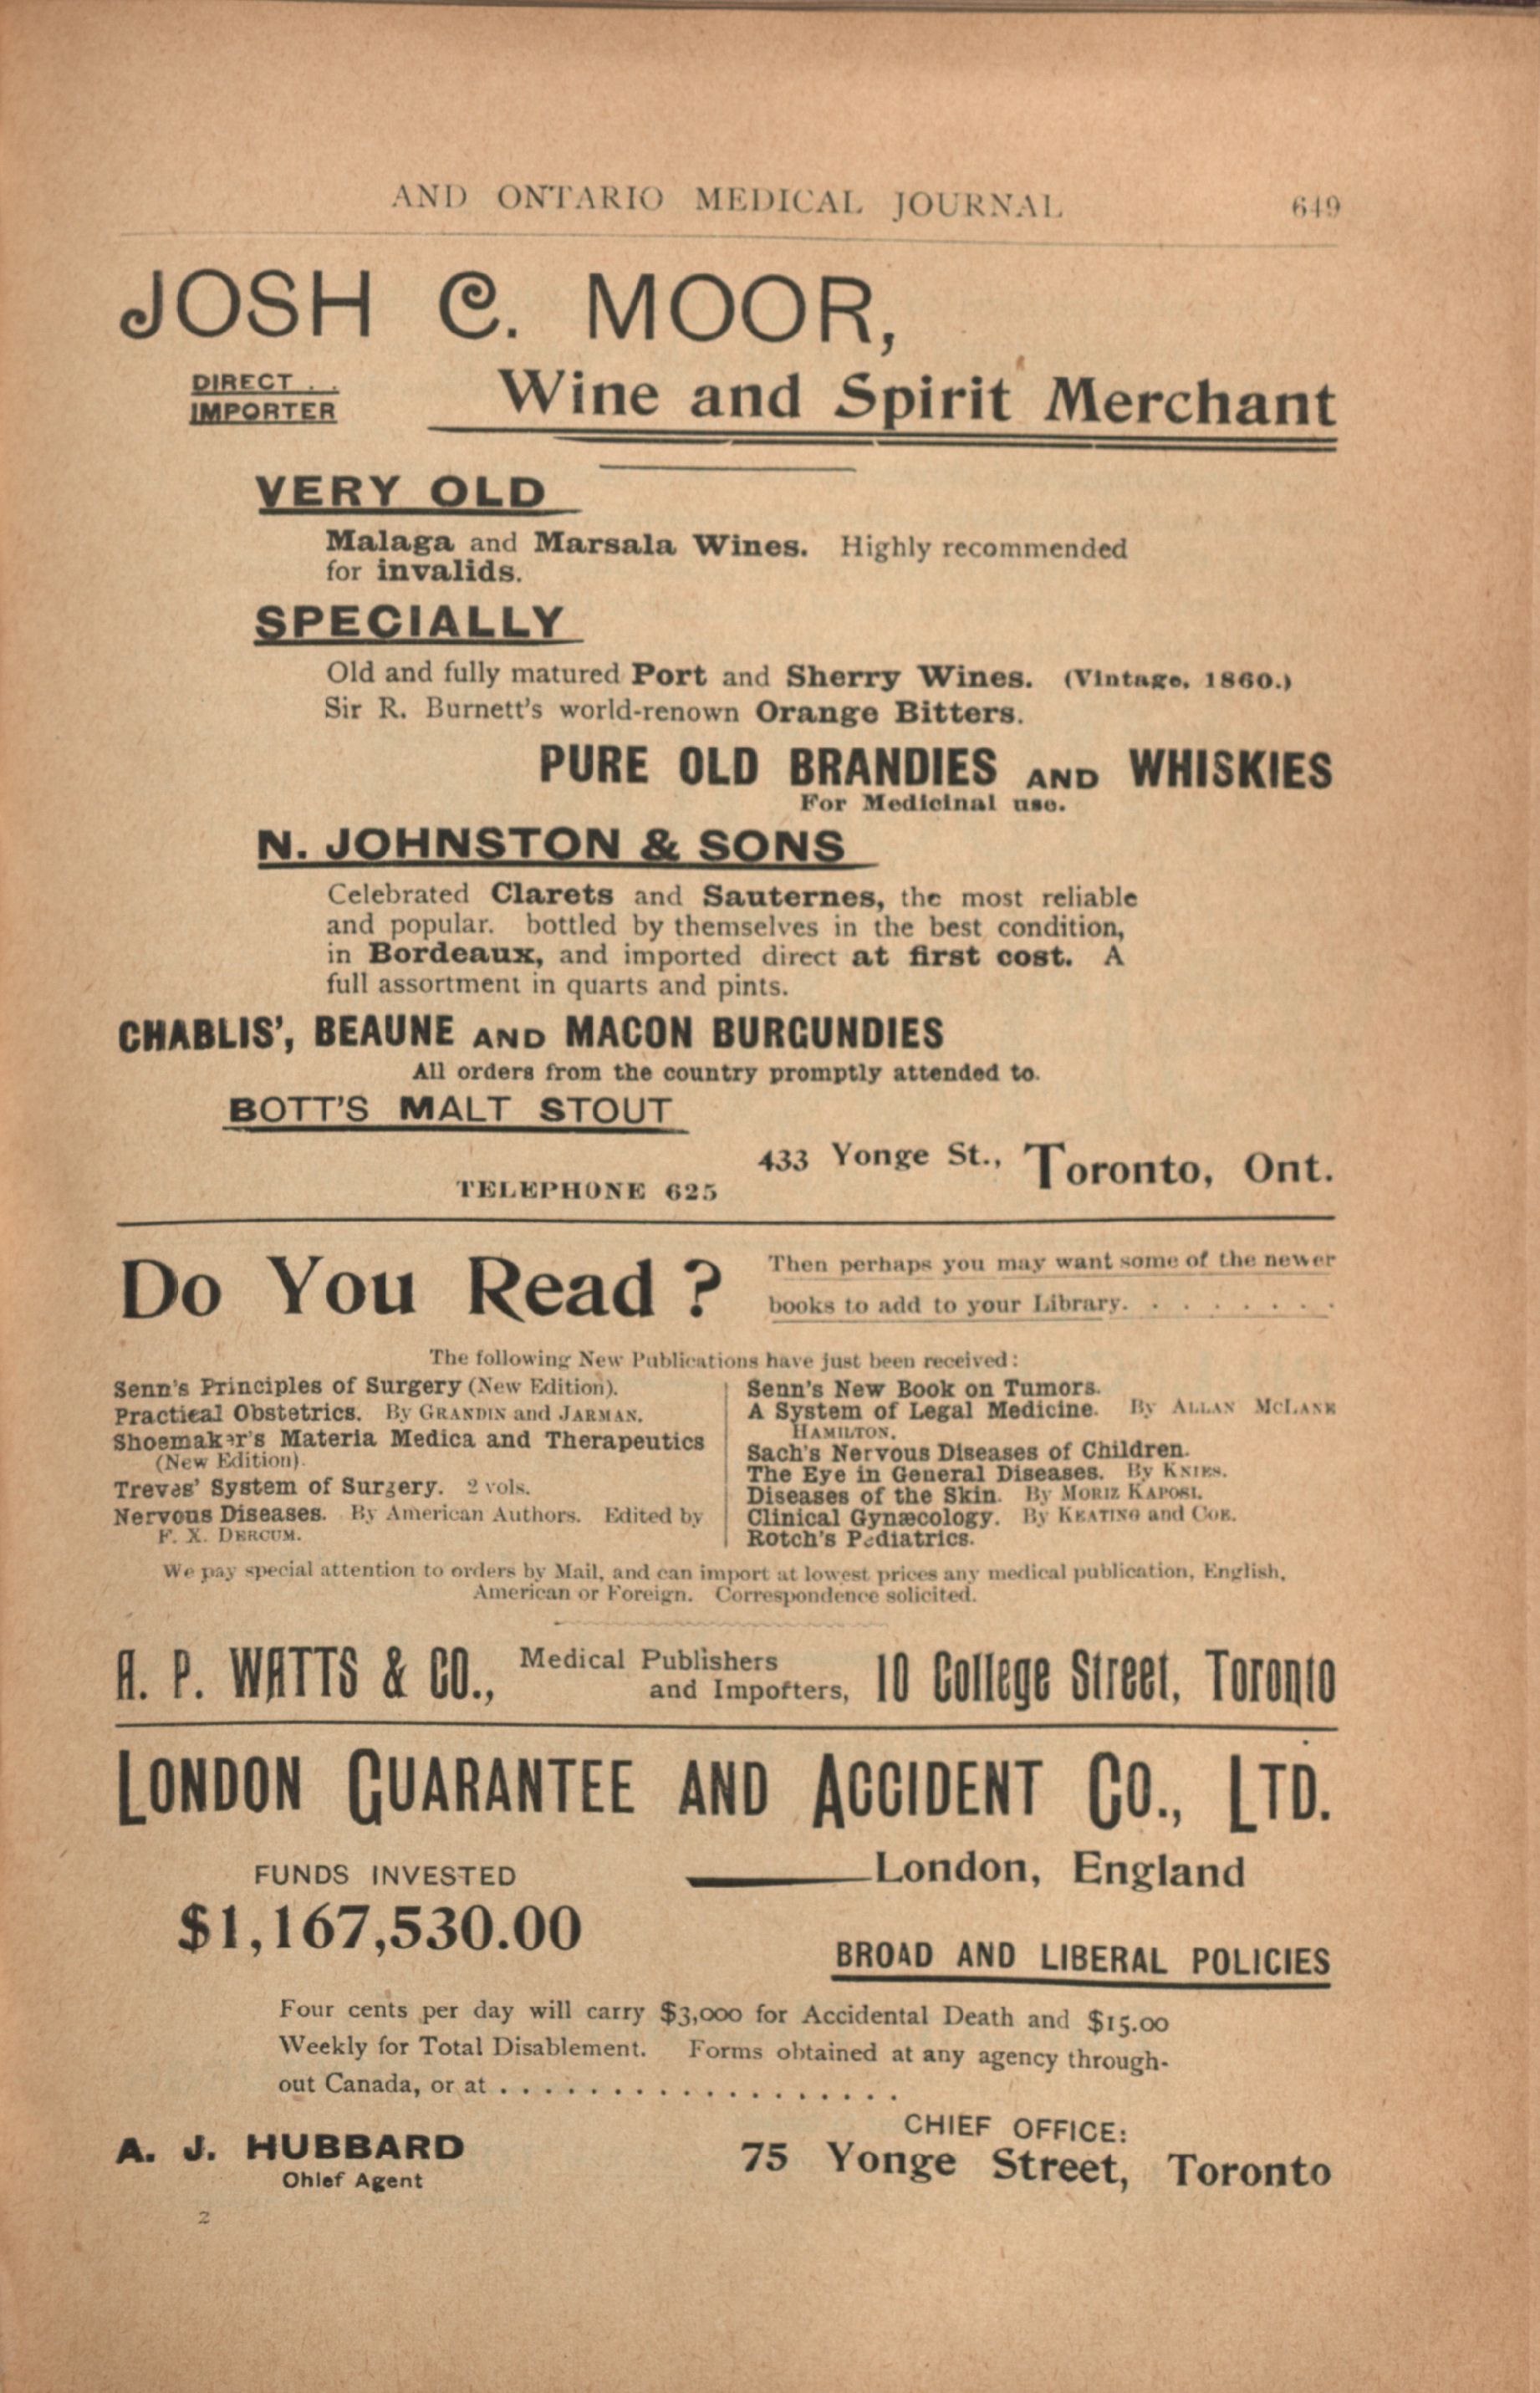 AND ONTARIO MEDICAL JOURNAL 649
JOSH C. MOOR,
DIRECT . .
IMPORTER
Wine and Spirit Merchant
VERY OLD
Malaga and Marsala Wines. Highly recommended
for invalids.
SPECIALLY
Old and fully matured Port and Sherry Wines. (Vintage, 1860.)
Sir R. Burnett's world-renown Orange Bitters.
PURE OLD BRANDIES AND WHISKIES
For Medicinal use.
N. JOHNSTON & SONS
Celebrated Clarets and Sauternes, the most reliable
and popular. bottled by themselves in the best condition,
in Bordeaux, and imported direct at first cost. A
full assortment in quarts and pints.
CHABLIS', BEAUNE AND MACON BURGUNDIES
All orders from the country promptly attended to.
BOTT'S MALT STOUT
433 Yonge St., Toronto, Ont.
TELEPHONE 625
Do You Read ?
Then perhaps you may want some of the newer
books to add to your Library. . . . . . . .
The following New Publications have just been received:
Senn's Principles of Surgery (New Edition).
Practical Obstetrics. By GRANDIN and JARMAN.
Shoemaker's Materia Medica and Therapeutics
(New Edition).
Treves' System of Surgery. 2 vols.
Nervous Diseases. By American Authors. Edited by
F. X. DERCUM.
Senn's New Book on Tumors.
A System of Legal Medicine. By ALLAN MCLANE
HAMILTON.
Sach's Nervous Diseases of Children.
The Eye in General Diseases. By KNIES.
Diseases of the Skin. By MORIZ KAPOSI.
Clinical Gynæcology. By KEATING and COE.
Rotch's Pediatrics.
We pay special attention to orders by Mail, and can import at lowest prices any medical publication, English,
American or Foreign. Correspondence solicited.
A. P. WATTS & CO., Medical Publishers
and Importers, 10 College Street, Toronto
LONDON GUARANTEE AND ACCIDENT CO., LTD.
FUNDS INVESTED
London, England
$1,167,530.00
BROAD AND LIBERAL POLICIES
Four cents per day will carry $3,000 for Accidental Death and $15.00
Weekly for Total Disablement. Forms obtained at any agency through-
out Canada, or at . . . . . . . . . . . . . . . . . .
CHIEF OFFICE:
A. J. HUBBARD
Chief Agent
75 Yonge Street, Toronto
2